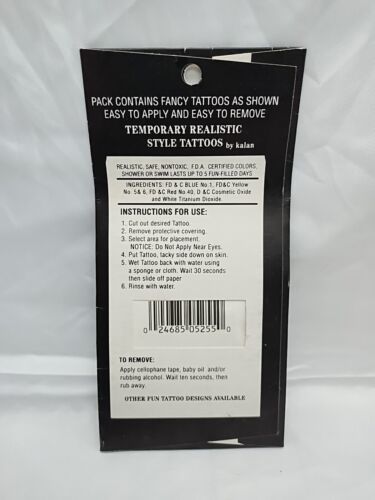 PACK CONTAINS FANCY TATTOOS AS SHOWN
EASY TO APPLY AND EASY TO REMOVE
TEMPORARY REALISTIC
STYLE TATTOOS by kalan
REALISTIC, SAFE, NONTOXIC, F.D.A. CERTIFIED COLORS,
SHOWER OR SWIM LASTS UP TO 5 FUN-FILLED DAYS
INGREDIENTS: FD & C BLUE No.1, FD&C Yellow
No. 5& 6, FD &C Red No.40, D &C Cosmetic Oxide
and White Titanium Dioxide.
INSTRUCTIONS FOR USE:
1. Cut out desired Tattoo.
2. Remove protective covering.
3. Select area for placement.
NOTICE: Do Not Apply Near Eyes.
4. Put Tattoo, tacky side down on skin.
5. Wet Tattoo back with water using
a sponge or cloth. Wait 30 seconds
then slide off paper
6. Rinse with water.
0 24685 05255 0
TO REMOVE:
Apply cellophane tape, baby oil and/or
rubbing alcohol. Wait ten seconds, then
rub away.
OTHER FUN TATTOO DESIGNS AVAILABLE